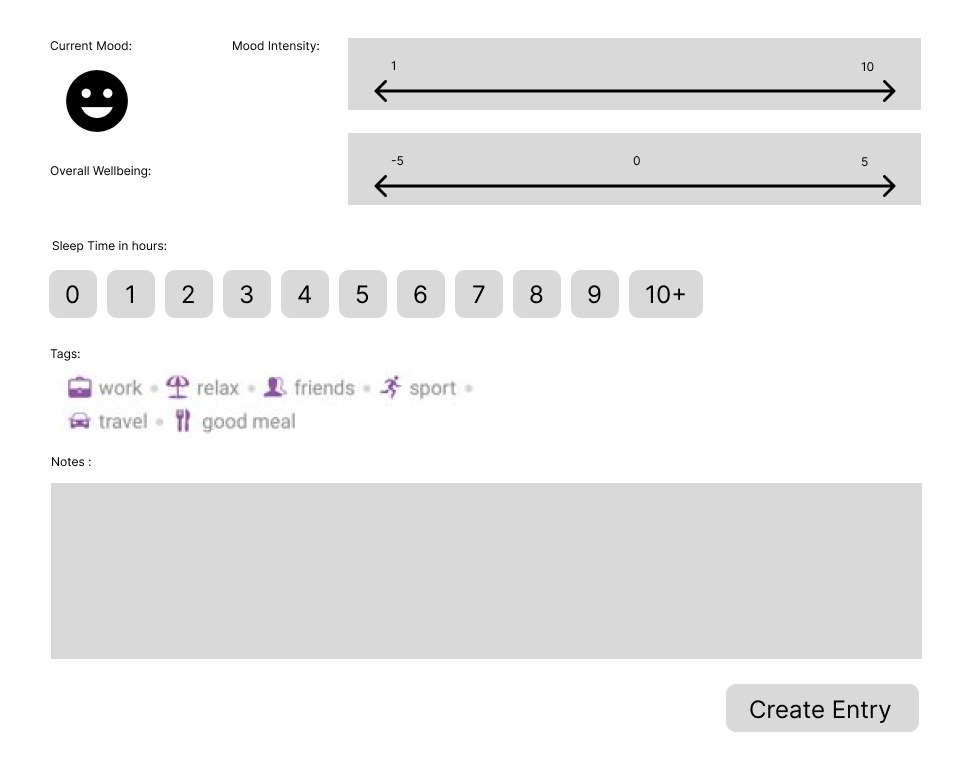 Current Mood:
Mood Intensity:
1 10
Overall Wellbeing:
-5 0 5
Sleep Time in hours:
0 1 2 3 4 5 6 7 8 9 10+
Tags:
work • relax • friends • sport •
travel • good meal
Notes :
Create Entry